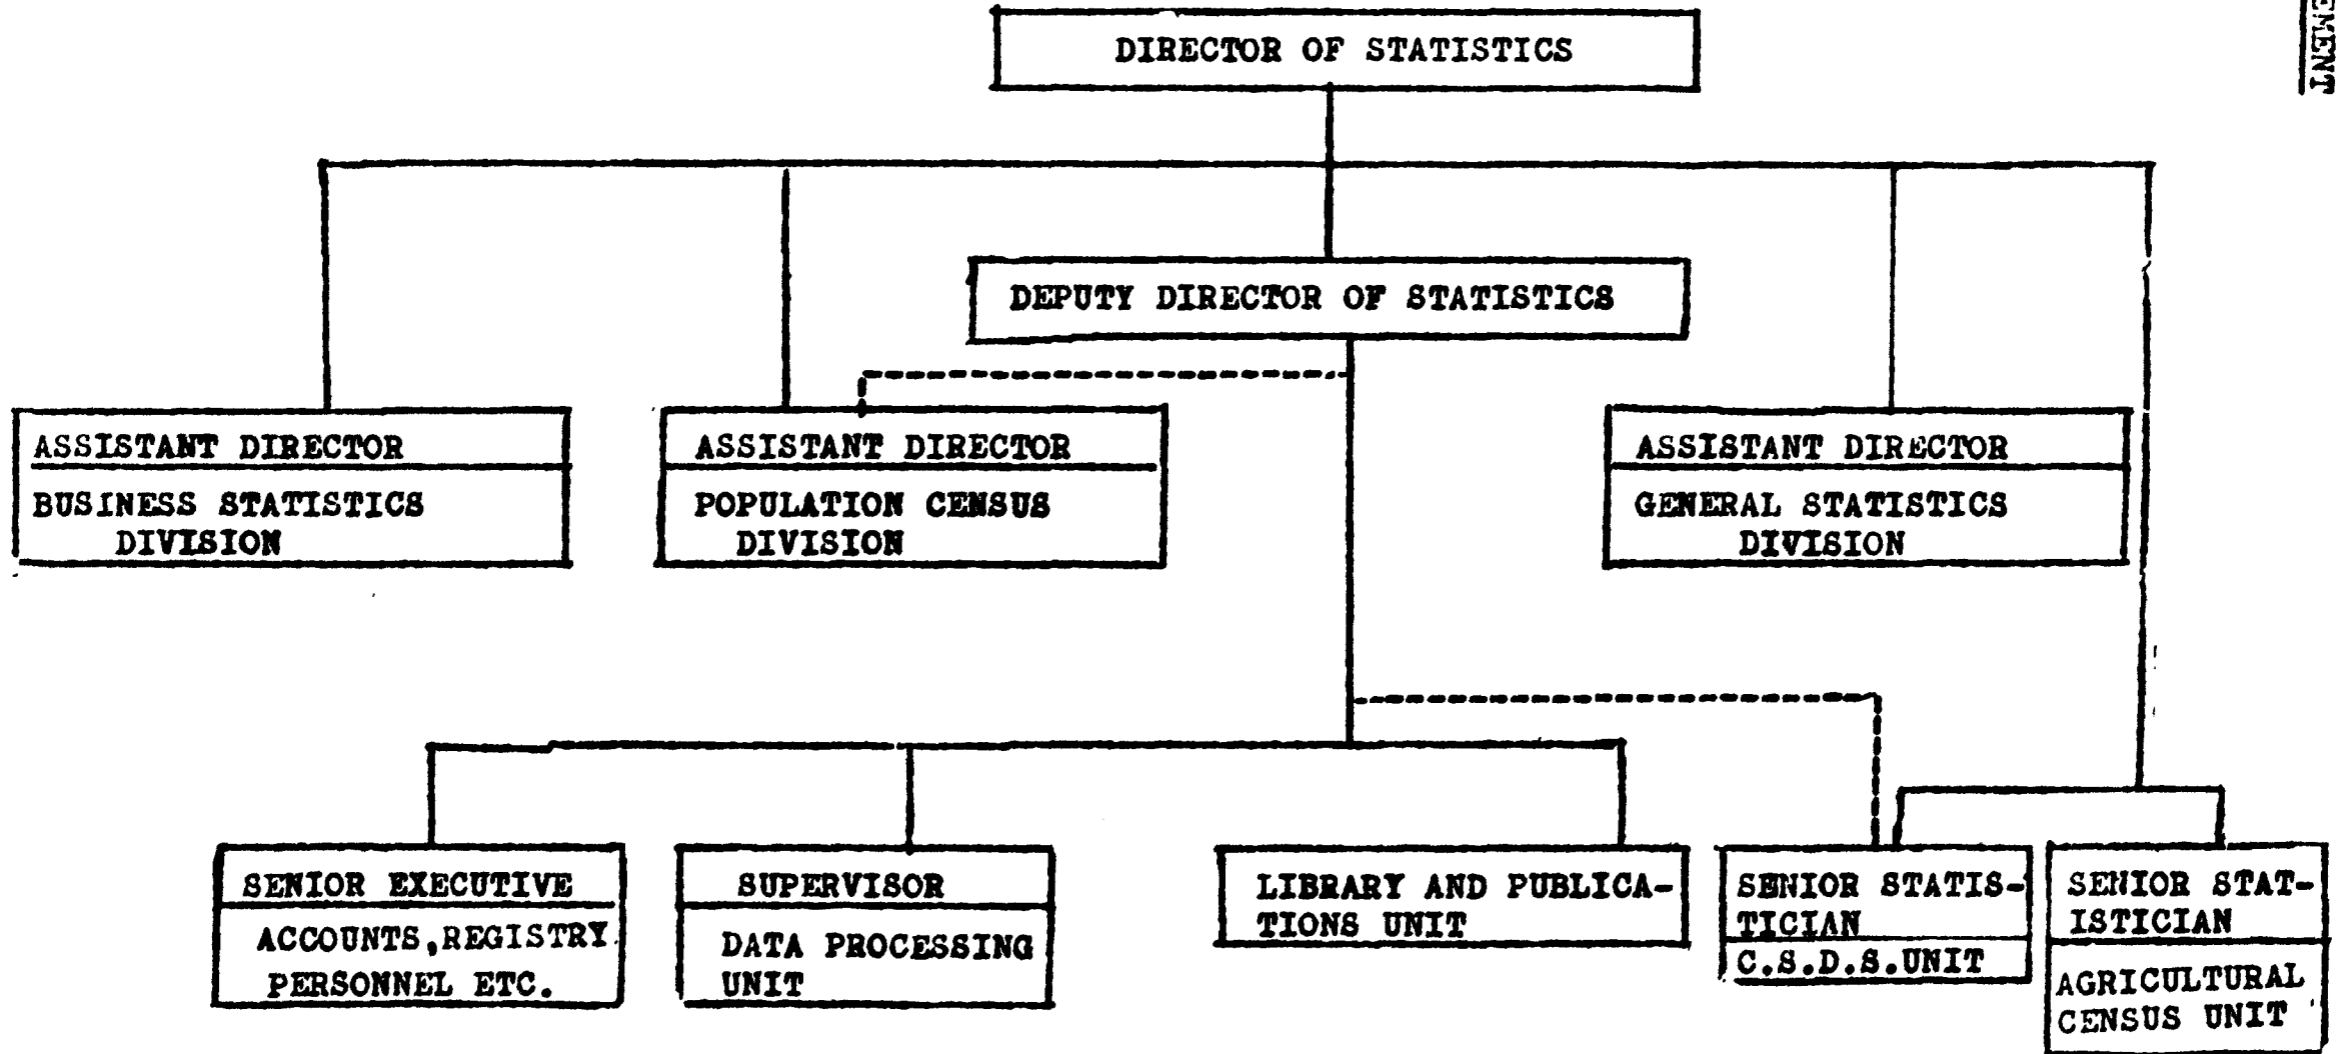 DIRECTOR OF STATISTICS
DEPUTY DIRECTOR OF STATISTICS
ASSISTANT DIRECTOR
BUSINESS STATISTICS
DIVISION
ASSISTANT DIRECTOR
POPULATION CENSUS
DIVISION
ASSISTANT DIRECTOR
GENERAL STATISTICS
DIVISION
SENIOR EXECUTIVE
ACCOUNTS,REGISTRY
PERSONNEL ETC.
SUPERVISOR
DATA PROCESSING
UNIT
LIBRARY AND PUBLICA-
TIONS UNIT
SENIOR STATIS-
TICIAN
C.S.D.S.UNIT
SENIOR STAT-
ISTICIAN
AGRICULTURAL
CENSUS UNIT